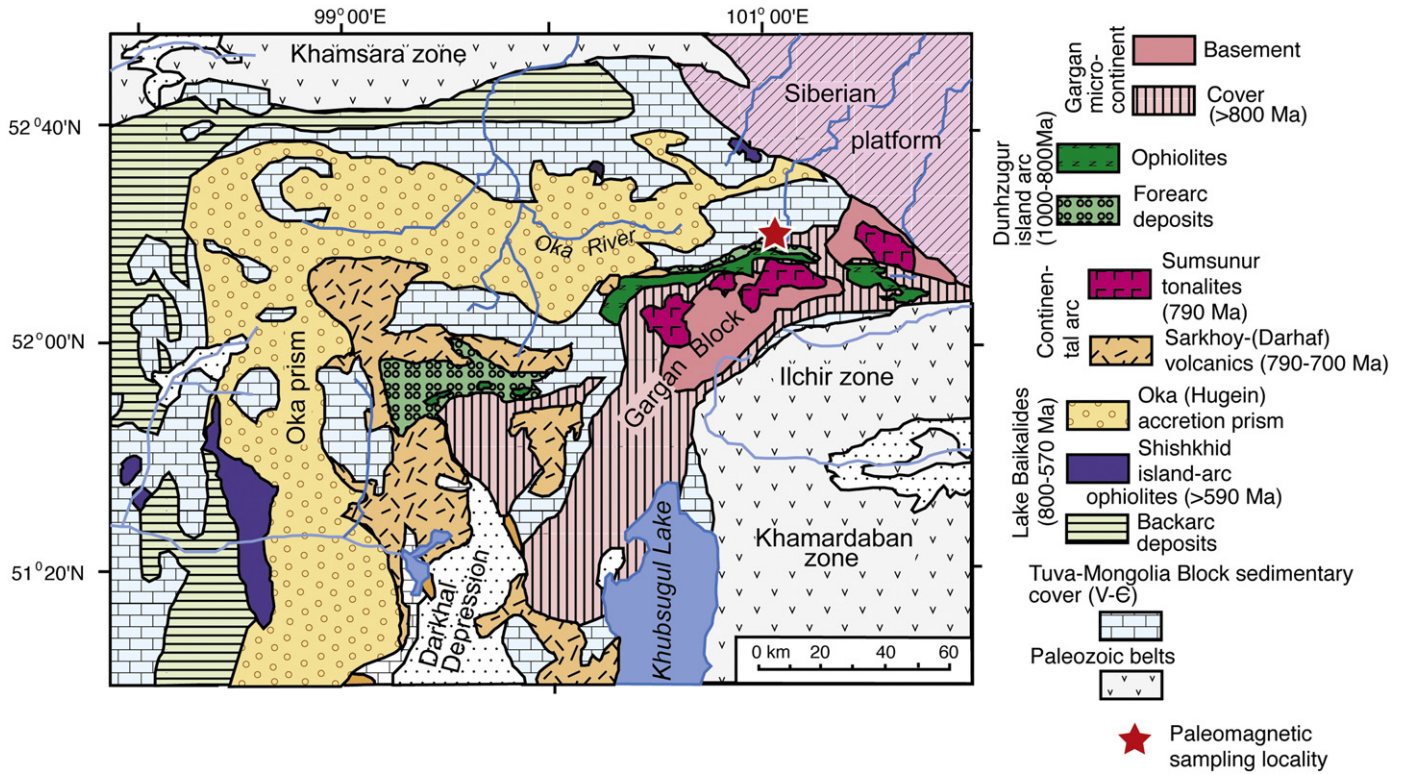 99°00'E
101°00'E
52°40'N
52°00'N
51°20'N
Khamsara zone
Siberian
platform
Oka River
Oka prism
Gargan Block
Ilchir zone
Khamardaban
zone
Darkhat
Depression
Khubsugul Lake
0 km 20 40 60
Gargan
micro-
continent
Basement
Cover
(>800 Ma)
Dunhzugur
island arc
(1000-800Ma)
Ophiolites
Forearc
deposits
Continen-
tal arc
Sumsunur
tonalites
(790 Ma)
Sarkhoy-(Darhaf)
volcanics (790-700 Ma)
Lake Baikalides
(800-570 Ma)
Oka (Hugein)
accretion prism
Shishkhid
island-arc
ophiolites (>590 Ma)
Backarc
deposits
Tuva-Mongolia Block sedimentary
cover (V-Є)
Paleozoic belts
Paleomagnetic
sampling locality